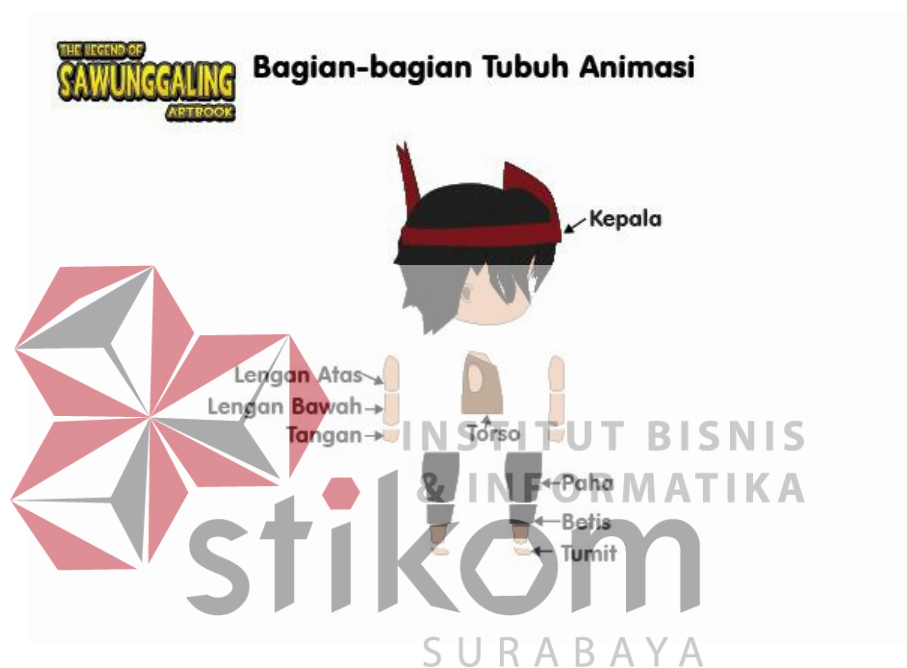 THE LEGEND OF
SAWUNGGALING
ARTBOOK
Bagian-bagian Tubuh Animasi
Kepala
Lengan Atas
Lengan Bawah
Tangan
Torso
Paha
Betis
Tumit
INSTITUT BISNIS
& INFORMATIKA
stikom
SURABAYA